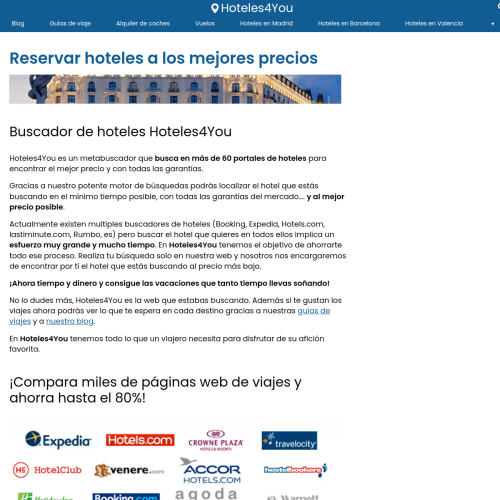 Hoteles4You
Blog Guías de viaje Alquiler de coches Vuelos Hoteles en Madrid Hoteles en Barcelona Hoteles en Valencia
Reservar hoteles a los mejores precios
Buscador de hoteles Hoteles4You
Hoteles4You es un metabuscador que busca en más de 60 portales de hoteles para
encontrar el mejor precio y con todas las garantías.
Gracias a nuestro potente motor de búsquedas podrás localizar el hotel que estás
buscando en el mínimo tiempo posible, con todas las garantías del mercado.... y al mejor
precio posible.
Actualmente existen multiples buscadores de hoteles (Booking, Expedia, Hotels.com,
lastiminute.com, Rumbo, es) pero buscar el hotel que quieres en todos ellos implica un
esfuerzo muy grande y mucho tiempo. En Hoteles4You tenemos el objetivo de ahorrarte
todo ese proceso. Realiza tu búsqueda solo en nuestra web y nosotros nos encargaremos
de encontrar por ti el hotel que estás buscando al precio más bajo.
¡Ahora tiempo y dinero y consigue las vacaciones que tanto tiempo llevas soñando!
No lo dudes más, Hoteles4You es la web que estabas buscando. Además si te gustan los
viajes ahora podrás ver lo que te espera en cada destino gracias a nuestras guías de
viajes y a nuestro blog.
En Hoteles4You tenemos todo lo que un viajero necesita para disfrutar de su afición
favorita.
¡Compara miles de páginas web de viajes y
ahorra hasta el 80%!
Expedia Hotels.com CROWNE PLAZA travelocity
HOTELS & RESORTS
HC HotelClub venere.com ACCOR hostelbookers
HOTELS.COM
Booking.com agoda Marriott